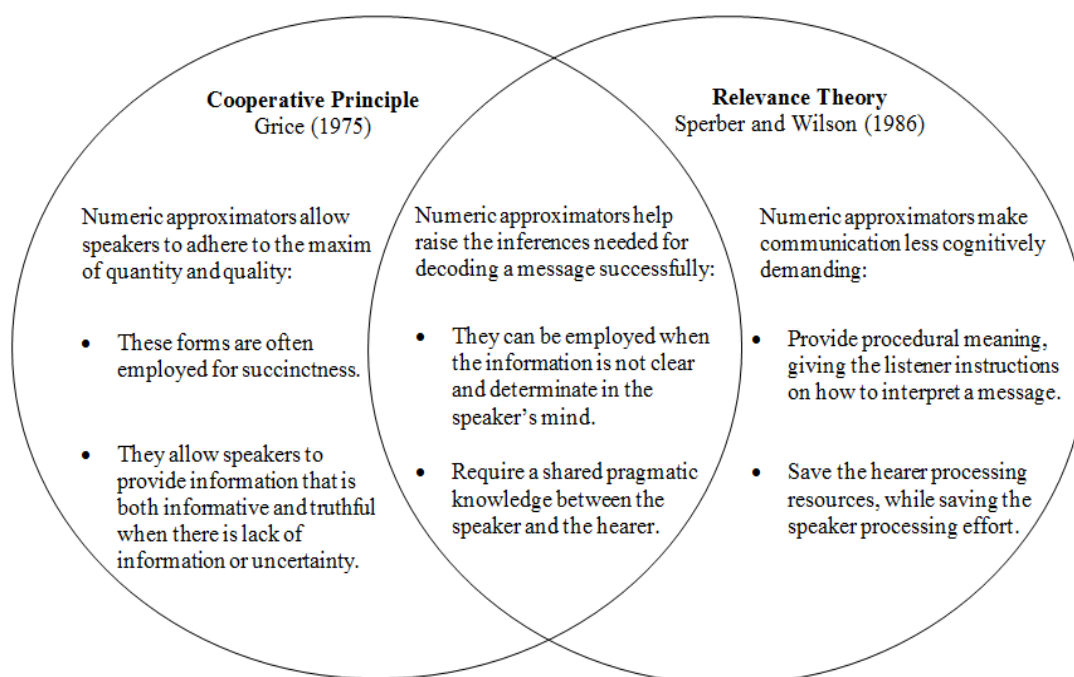 Cooperative Principle
Grice (1975)
Numeric approximators allow
speakers to adhere to the maxim
of quantity and quality:
• These forms are often
employed for succinctness.
• They allow speakers to
provide information that is
both informative and truthful
when there is lack of
information or uncertainty.
Numeric approximators help
raise the inferences needed for
decoding a message successfully:
• They can be employed when
the information is not clear
and determinate in the
speaker's mind.
• Require a shared pragmatic
knowledge between the
speaker and the hearer.
Relevance Theory
Sperber and Wilson (1986)
Numeric approximators make
communication less cognitively
demanding:
• Provide procedural meaning,
giving the listener instructions
on how to interpret a message.
• Save the hearer processing
resources, while saving the
speaker processing effort.